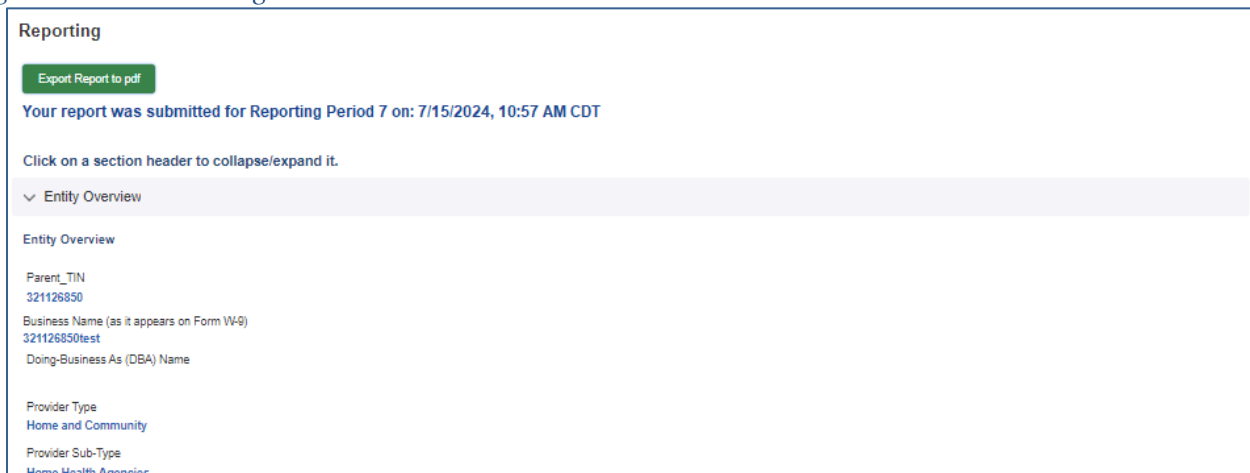 Reporting
Export Report to pdf
Your report was submitted for Reporting Period 7 on: 7/15/2024, 10:57 AM CDT
Click on a section header to collapse/expand it.
Entity Overview
Entity Overview
Parent_TIN
321126850
Business Name (as it appears on Form W-9)
321126850test
Doing-Business As (DBA) Name
Provider Type
Home and Community
Provider Sub-Type
Home Health Agencies